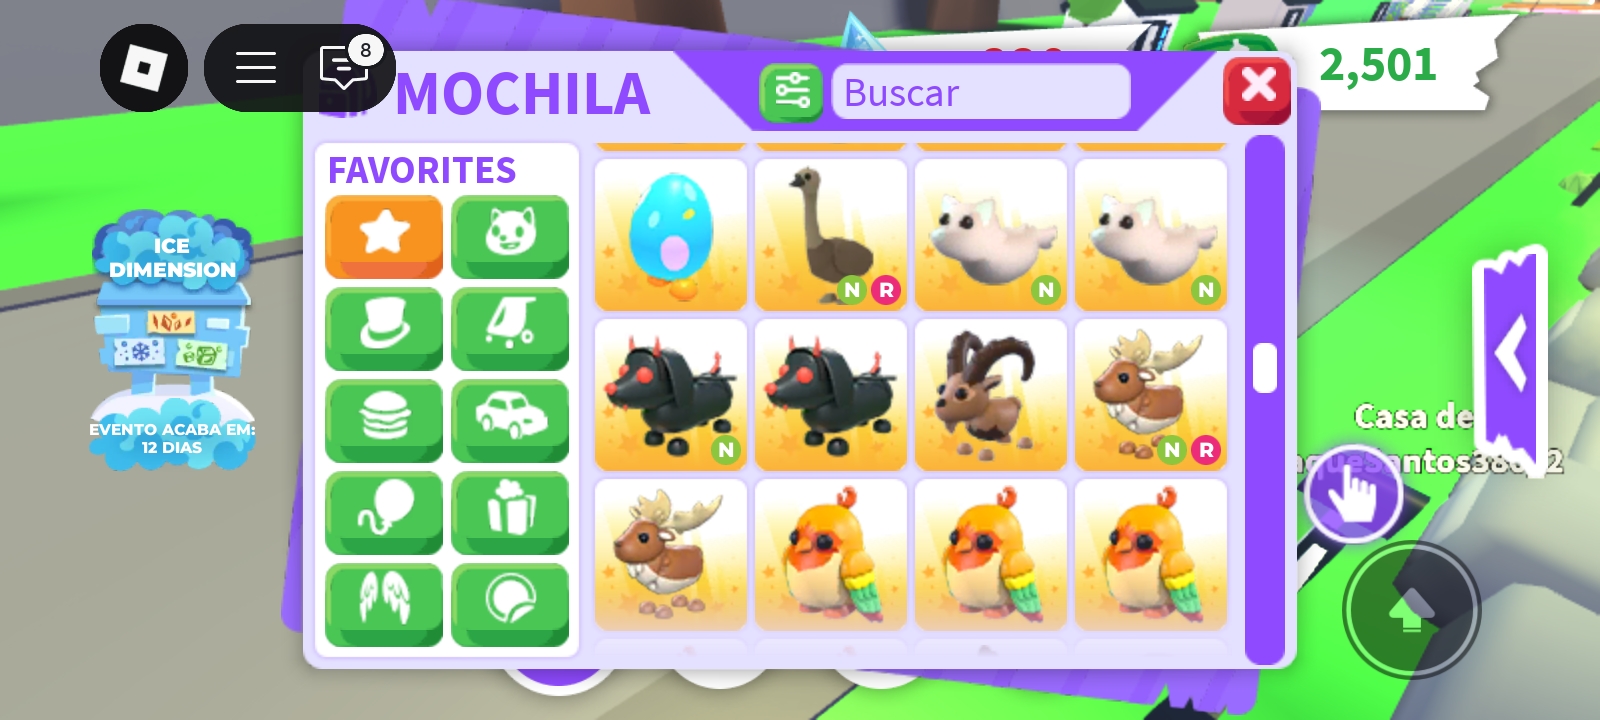 8
MOCHILA
Buscar
2,501
FAVORITES
ICE
DIMENSION
EVENTO ACABA EM:
12 DIAS
N R
N
N
N
N R
Casa de